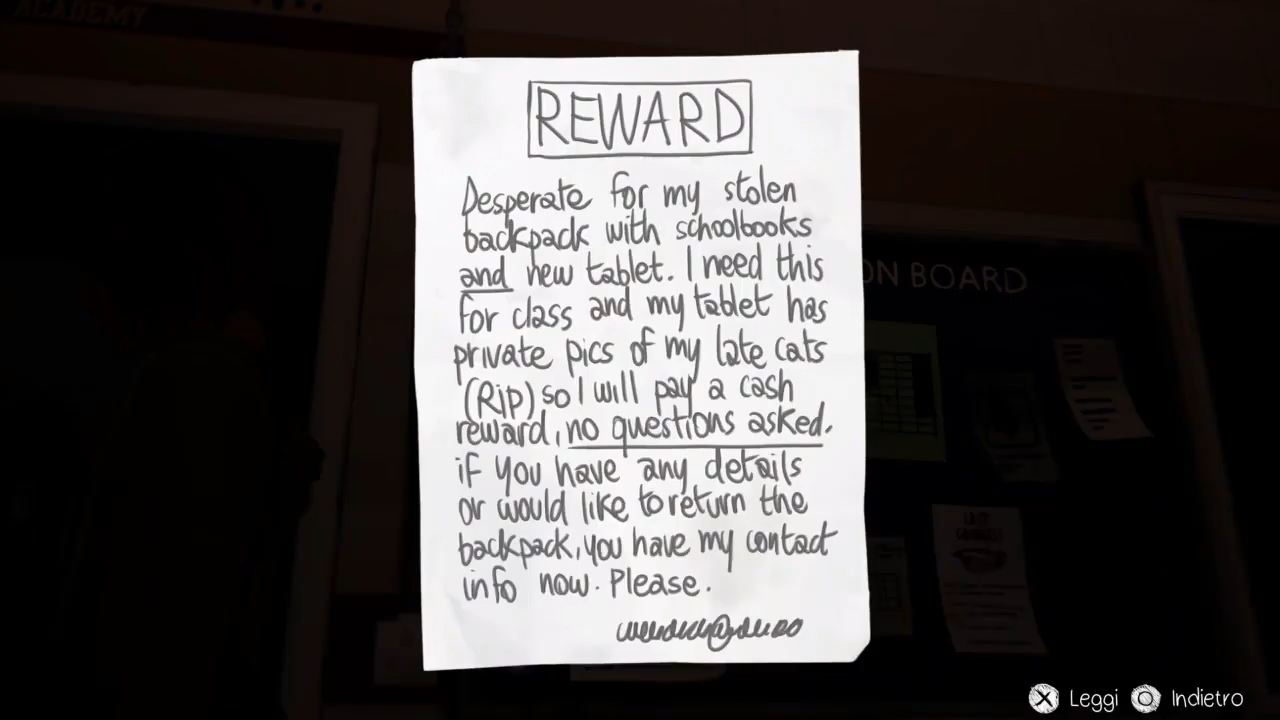 ACADEMY
REWARD
Desperate for my stolen
backpack with schoolbooks
and new tablet. I need this
for class and my tablet has
private pics of my late cats
(Rip) so I will pay a cash
reward, no questions asked.
if you have any details
or would like to return the
backpack, you have my contact
info now. Please.
ON BOARD
Leggi
Indietro